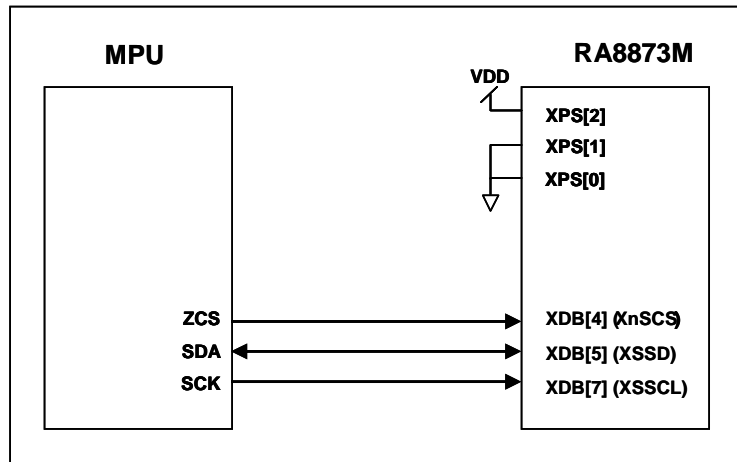 MPU
RA8873M
VDD
XPS[2]
XPS[1]
XPS[0]
ZCS
XDB[4] (XnSCS)
SDA
XDB[5] (XSSD)
SCK
XDB[7] (XSSCL)